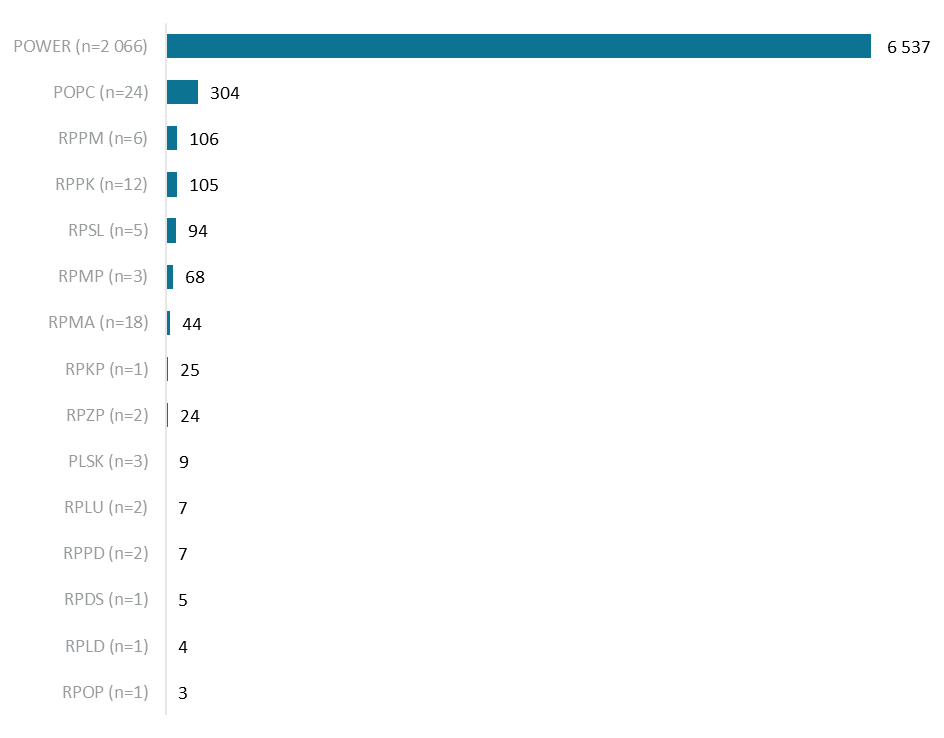 POWER (n=2 066) 6 537
POPC (n=24) 304
RPPM (n=6) 106
RPPK (n=12) 105
RPSL (n=5) 94
RPMP (n=3) 68
RPMA (n=18) 44
RPKP (n=1) 25
RPZP (n=2) 24
PLSK (n=3) 9
RPLU (n=2) 7
RPPD (n=2) 7
RPDS (n=1) 5
RPLD (n=1) 4
RPOP (n=1) 3